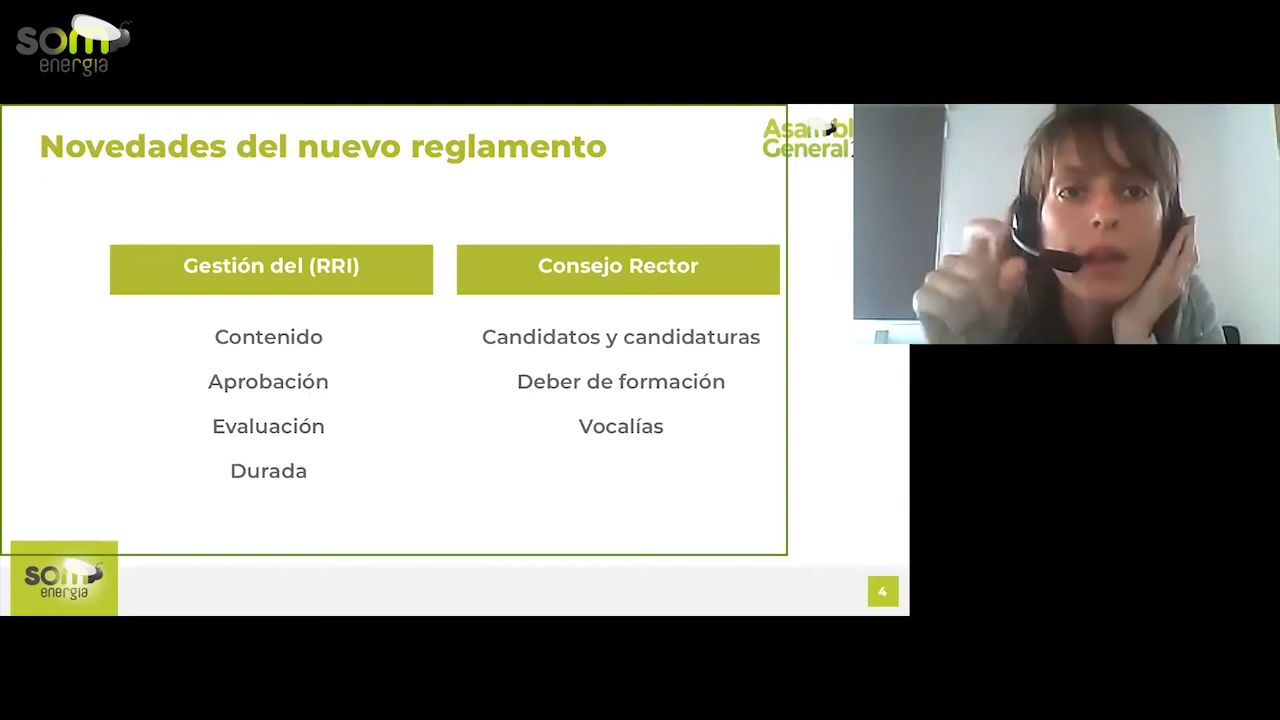 som
energia
Novedades del nuevo reglamento
General
Gestión del (RRI)
Consejo Rector
Contenido
Candidatos y candidaturas
Aprobación
Deber de formación
Evaluación
Vocalías
Durada
som
energia
4